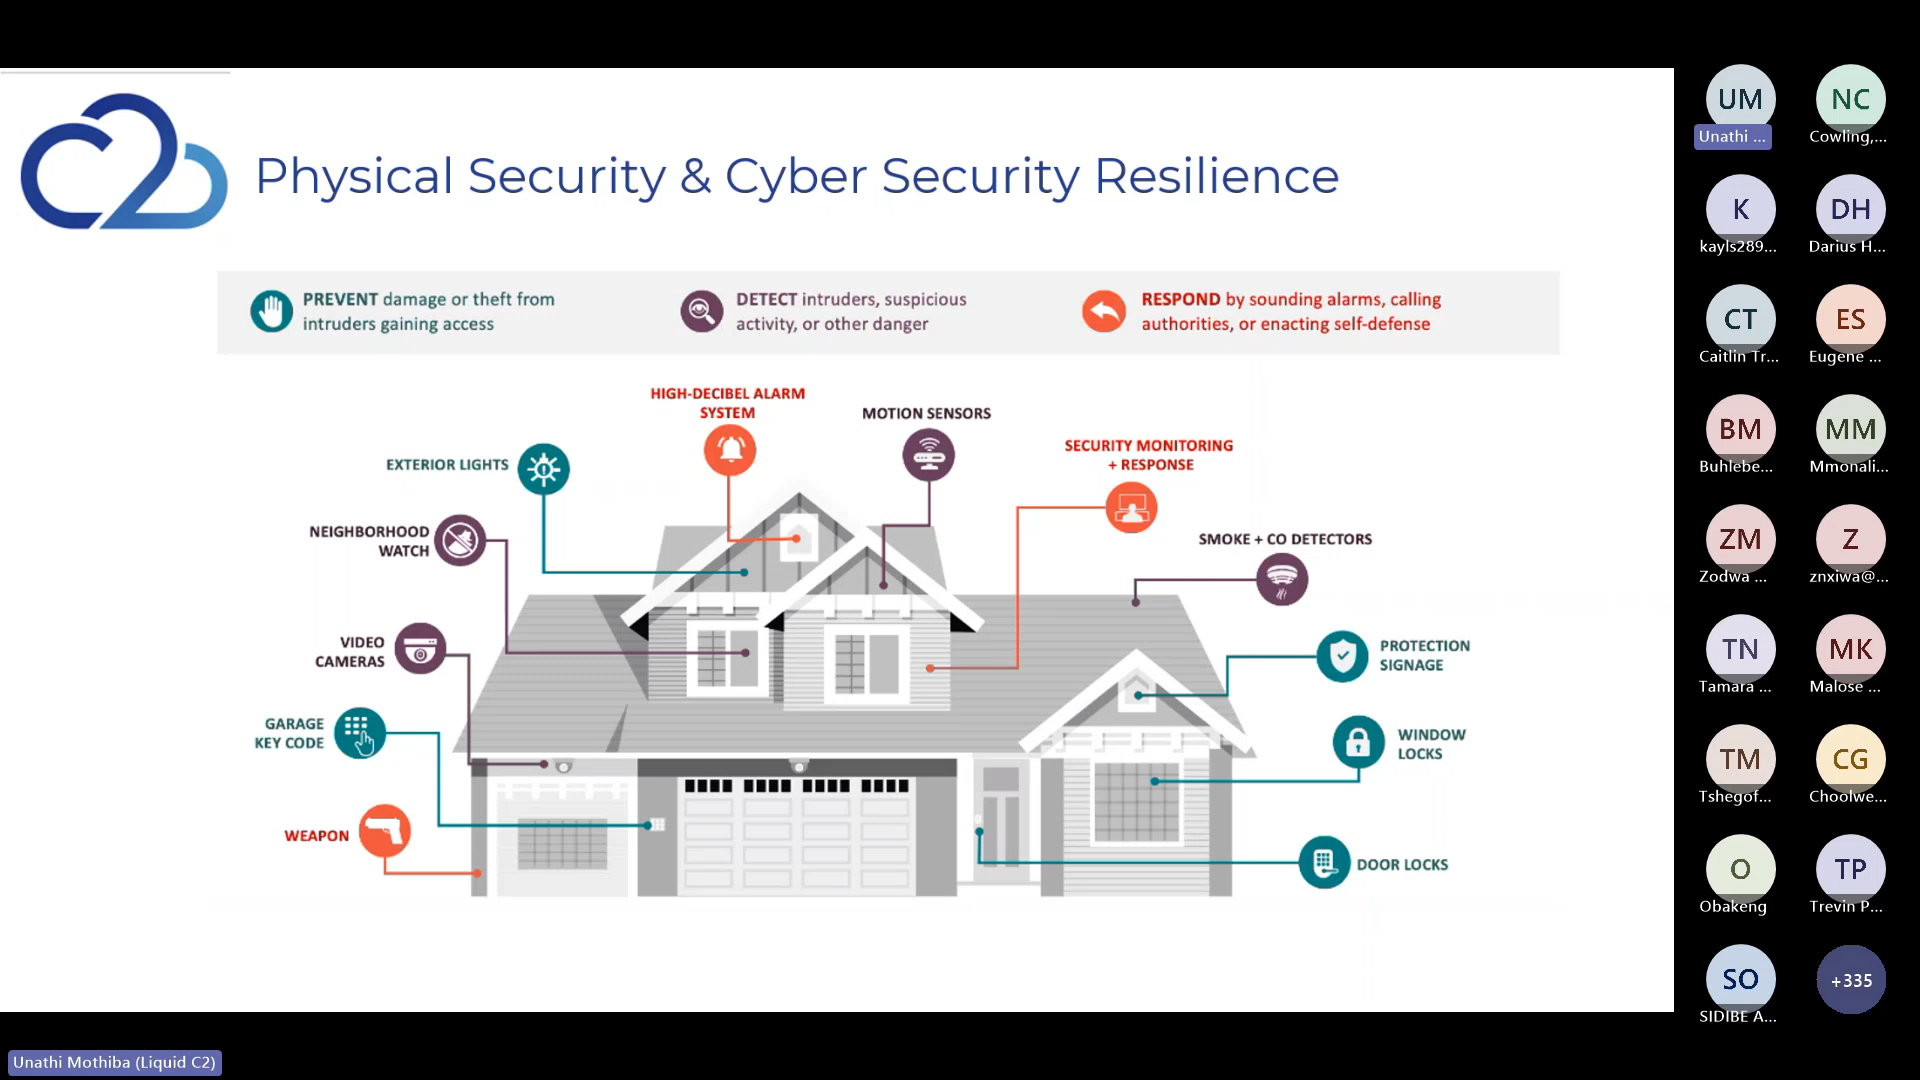 Physical Security & Cyber Security Resilience
PREVENT damage or theft from
intruders gaining access
DETECT intruders, suspicious
activity, or other danger
RESPOND by sounding alarms, calling
authorities, or enacting self-defense
HIGH-DECIBEL ALARM
SYSTEM
MOTION SENSORS
SECURITY MONITORING
+ RESPONSE
EXTERIOR LIGHTS
NEIGHBORHOOD
WATCH
SMOKE + CO DETECTORS
VIDEO
CAMERAS
PROTECTION
SIGNAGE
GARAGE
KEY CODE
WINDOW
LOCKS
WEAPON
DOOR LOCKS
UM
Unathi ...
NC
Cowling,...
K
kayls289...
DH
Darius H...
CT
Caitlin Tr...
ES
Eugene ...
BM
Buhlebe...
MM
Mmonali...
ZM
Zodwa ...
Z
znxiwa@...
TN
Tamara ...
MK
Malose ...
TM
Tshegof...
CG
Choolwe...
O
Obakeng
TP
Trevin P...
SO
SIDIBE A...
+335
Unathi Mothiba (Liquid C2)